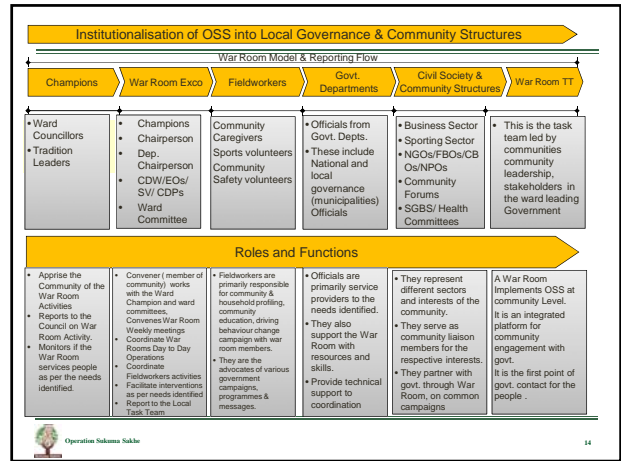 Institutionalisation of OSS into Local Governance & Community Structures
War Room Model & Reporting Flow
Champions
War Room Exco
Fieldworkers
Govt.
Departments
Civil Society &
Community Structures
War Room TT
• Ward
Councillors
• Tradition
Leaders
• Champions
• Chairperson
• Dep.
Chairperson
• CDW/EOs/
SV/ CDPs
• Ward
Committee
Community
Caregivers
Sports volunteers
Community
Safety volunteers
• Officials from
Govt. Depts.
• These include
National and
local
governance
(municipalities)
Officials
• Business Sector
• Sporting Sector
• NGOs/FBOs/CB
Os/NPOs
• Community
Forums
• SGBS/ Health
Committees
• This is the task
team led by
communities
community
leadership,
stakeholders in
the ward leading
Government
Roles and Functions
• Apprise the
Community of the
War Room
Activities
• Reports to the
Council on War
Room Activity.
• Monitors if the
War Room
services people
as per the needs
identified.
• Convener ( member of
community) works
with the Ward
Champion and ward
committees,
Convenes War Room
Weekly meetings
• Coordinate War
Rooms Day to Day
Operations
• Coordinate
Fieldworkers activities
• Facilitate interventions
as per needs identified
• Report to the Local
Task Team
• Fieldworkers are
primarily responsible
for community &
household profiling,
community
education, driving
behaviour change
campaign with war
room members.
• They are the
advocates of various
government
campaigns,
programmes &
messages.
• Officials are
primarily service
providers to the
needs identified.
• They also
support the War
Room with
resources and
skills.
• Provide technical
support to
coordination
• They represent
different sectors
and interests of the
community.
• They serve as
community liaison
members for the
respective interests.
• They partner with
govt. through War
Room, on common
campaigns
A War Room
Implements OSS at
community Level.
It is an integrated
platform for
community
engagement with
govt.
It is the first point of
govt. contact for the
people .
Operation Sukuma Sakhe
14